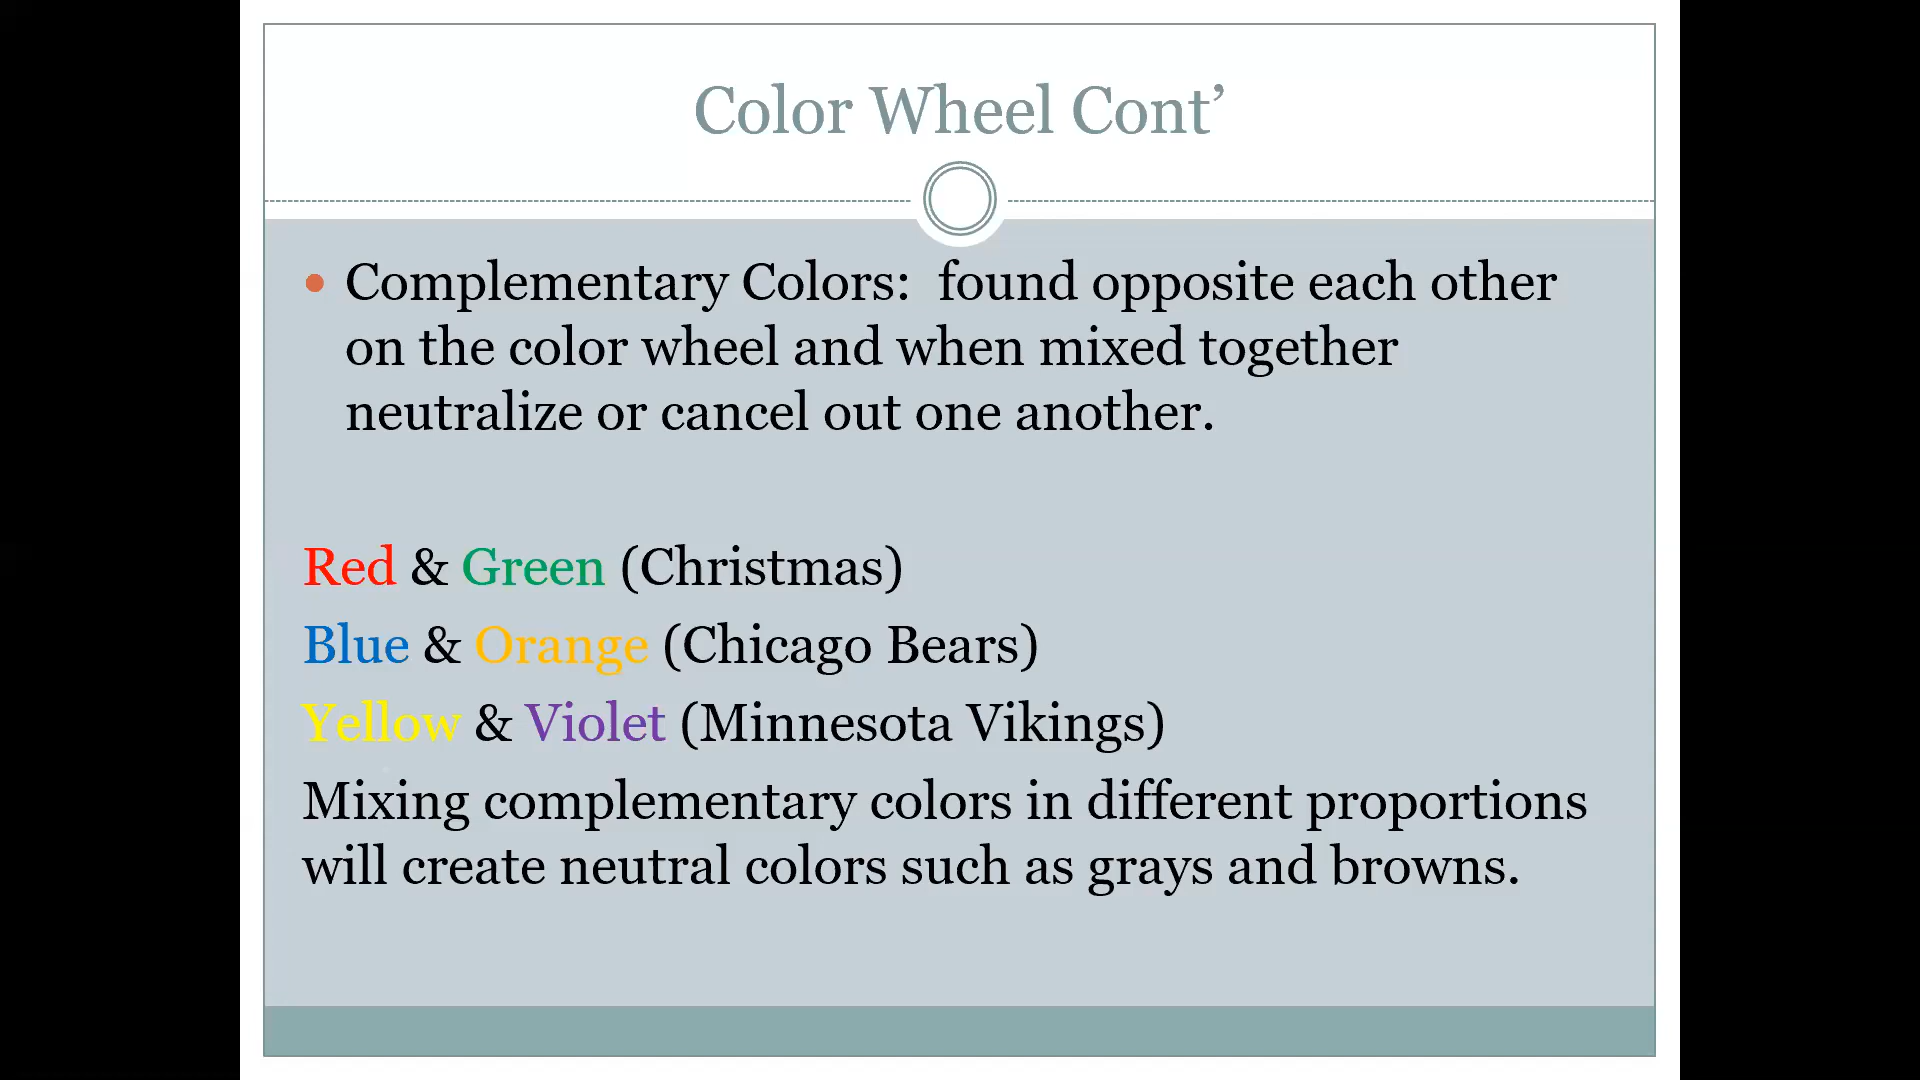 Color Wheel Cont’
• Complementary Colors:  found opposite each other
on the color wheel and when mixed together
neutralize or cancel out one another.
Red & Green (Christmas)
Blue & Orange (Chicago Bears)
Yellow & Violet (Minnesota Vikings)
Mixing complementary colors in different proportions
will create neutral colors such as grays and browns.